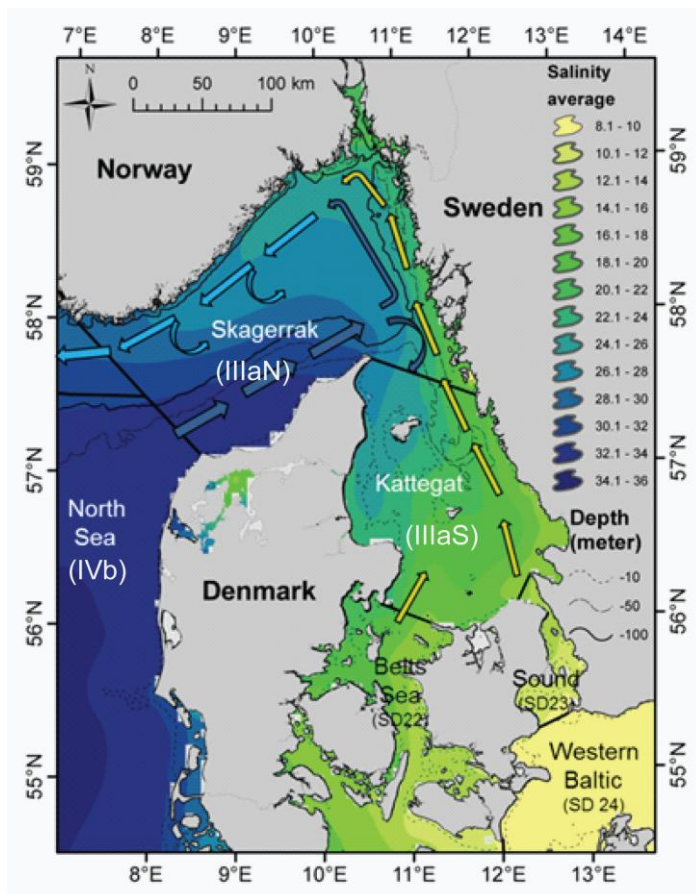 7°E 8°E 9°E 10°E 11°E 12°E 13°E 14°E
N
0 50 100 km
Norway
Sweden
Salinity
average
8.1 - 10
10.1 - 12
12.1 - 14
14.1 - 16
16.1 - 18
18.1 - 20
20.1 - 22
22.1 - 24
24.1 - 26
26.1 - 28
28.1 - 30
30.1 - 32
32.1 - 34
34.1 - 36
Depth
(meter)
-10
-50
-100
59°N
58°N
57°N
56°N
55°N
Skagerrak
(IIIaN)
Kattegat
(IIIaS)
North
Sea
(IVb)
Denmark
Belts
Sea
(SD22)
Sound
(SD23)
Western
Baltic
(SD 24)
59°N
58°N
57°N
56°N
55°N
8°E 9°E 10°E 11°E 12°E 13°E